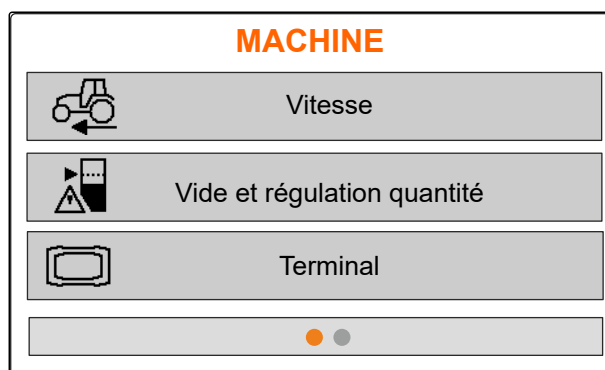 MACHINE
Vitesse
Vide et régulation quantité
Terminal